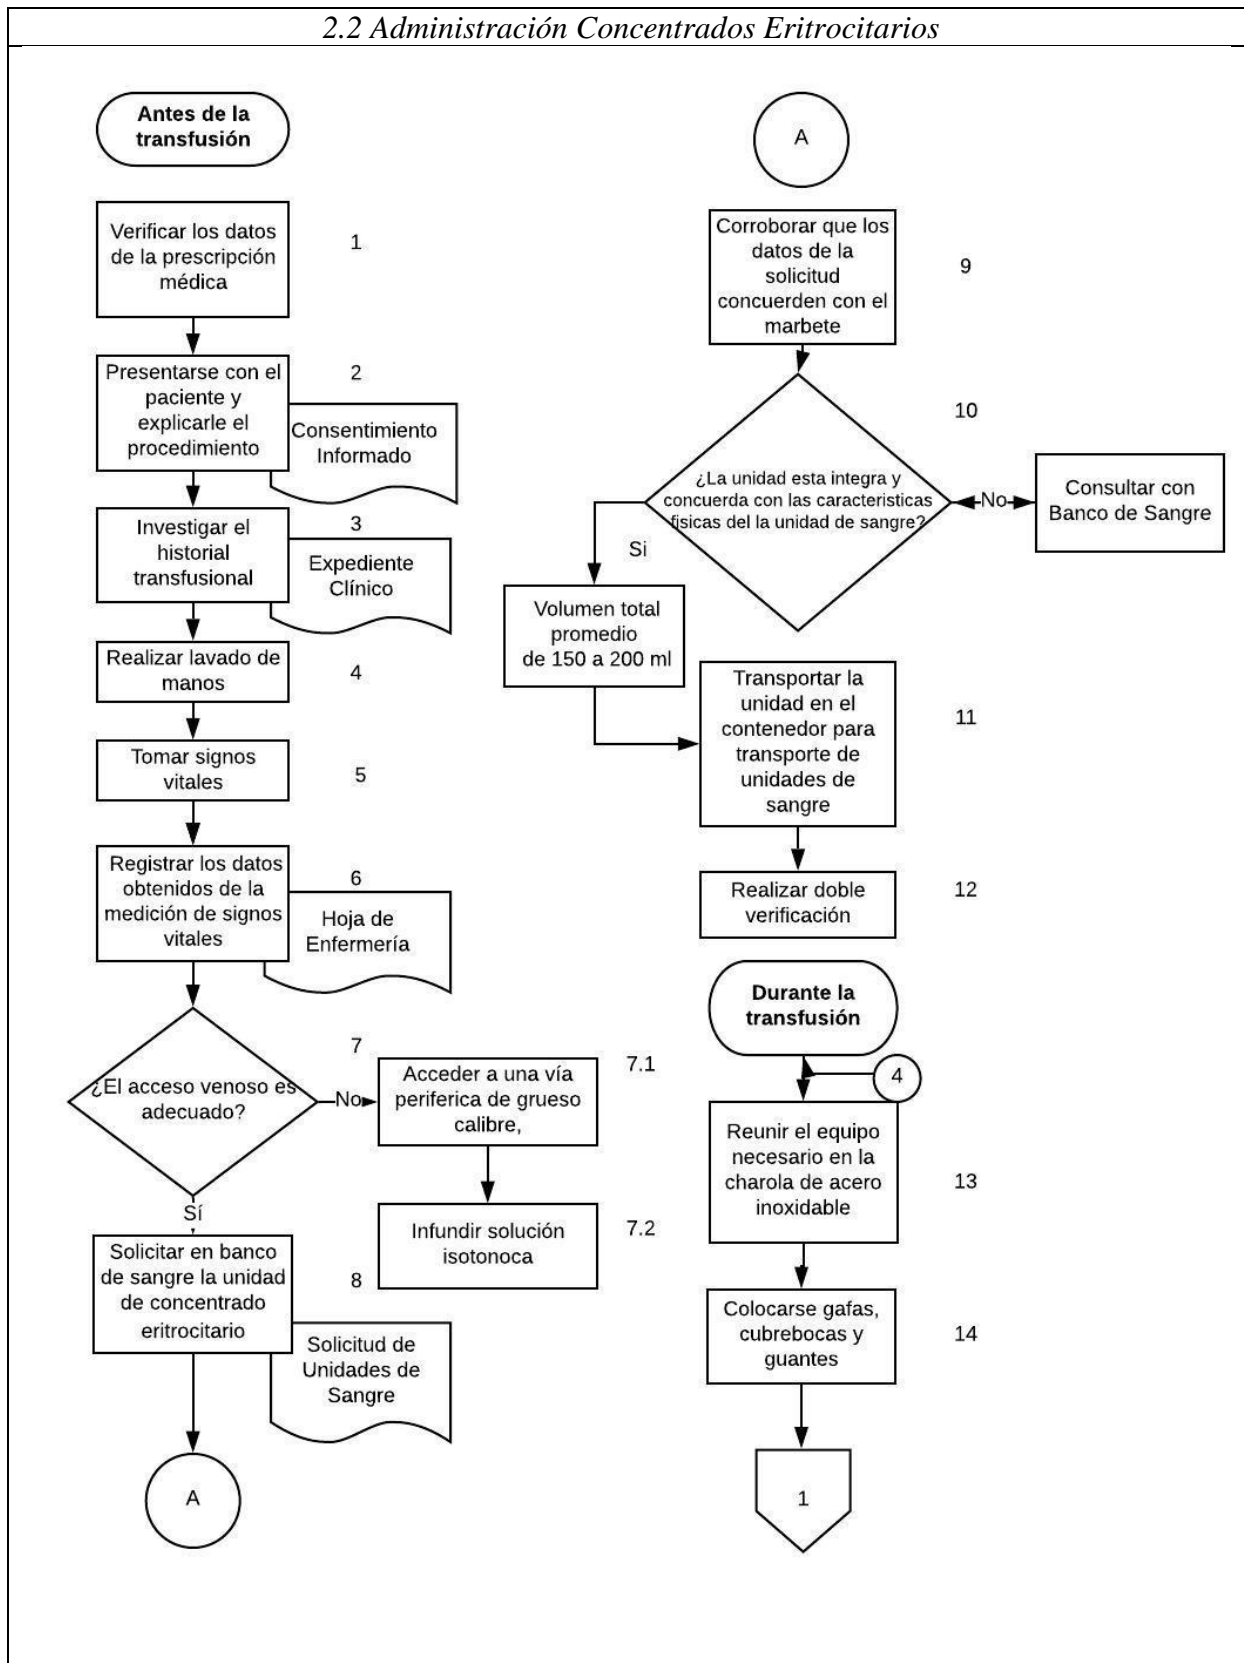 2.2 Administración Concentrados Eritrocitarios
Antes de la
transfusión
Verificar los datos
de la prescripción
médica
1
Presentarse con el
paciente y
explicarle el
procedimiento
2
Consentimiento
Informado
Investigar el
historial
transfusional
3
Expediente
Clínico
Realizar lavado de
manos
4
Tomar signos
vitales
5
Registrar los datos
obtenidos de la
medición de signos
vitales
6
Hoja de
Enfermería
¿El acceso venoso es
adecuado?
7
No
Acceder a una vía
periferica de grueso
calibre,
7.1
Infundir solución
isotonoca
7.2
Sí
Solicitar en banco
de sangre la unidad
de concentrado
eritrocitario
8
Solicitud de
Unidades de
Sangre
A
A
Corroborar que los
datos de la
solicitud
concuerden con el
marbete
9
10
¿La unidad esta integra y
concuerda con las caracteristicas
fisicas del la unidad de sangre?
No
Consultar con
Banco de Sangre
Si
Volumen total
promedio
de 150 a 200 ml
Transportar la
unidad en el
contenedor para
transporte de
unidades de
sangre
11
Realizar doble
verificación
12
Durante la
transfusión
4
Reunir el equipo
necesario en la
charola de acero
inoxidable
13
Colocarse gafas,
cubrebocas y
guantes
14
1